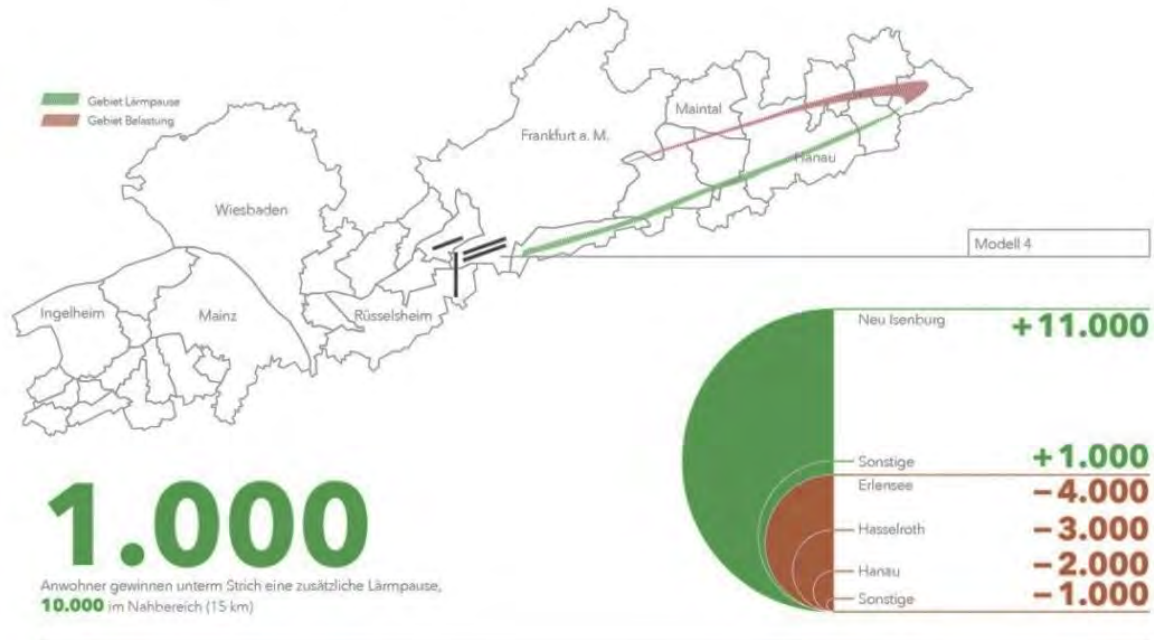 Gebiet Lärmpause
Gebiet Belastung
Maintal
Frankfurt a. M.
Hanau
Wiesbaden
Modell 4
Ingelheim
Mainz
Rüsselsheim
Neu Isenburg +11.000
Sonstige +1.000
Erlensee −4.000
Hasselroth −3.000
Hanau −2.000
Sonstige −1.000
1.000
Anwohner gewinnen unterm Strich eine zusätzliche Lärmpause,
10.000 im Nahbereich (15 km)